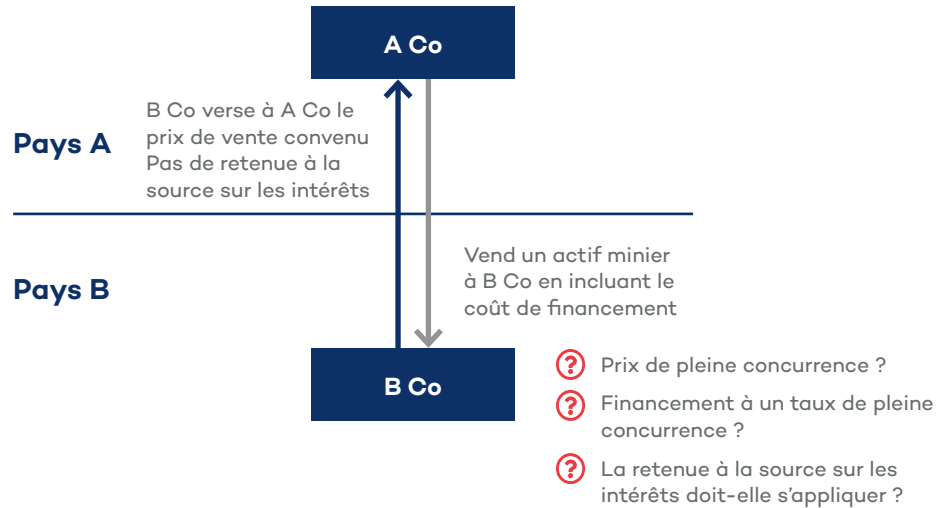 A Co
B Co verse à A Co le
prix de vente convenu
Pas de retenue à la
source sur les intérêts
Pays A
Pays B
Vend un actif minier
à B Co en incluant le
coût de financement
B Co
? Prix de pleine concurrence ?
? Financement à un taux de pleine
concurrence ?
? La retenue à la source sur les
intérêts doit-elle s'appliquer ?